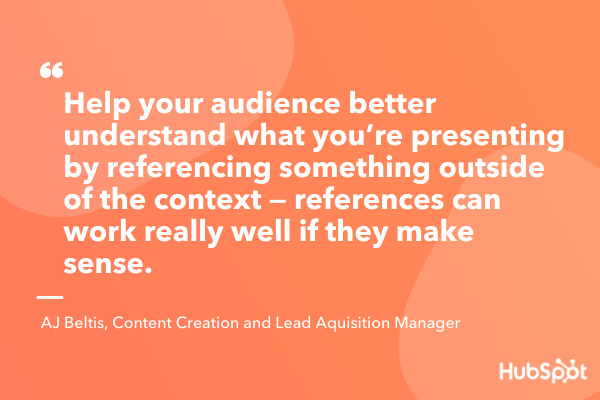 “
Help your audience better
understand what you’re presenting
by referencing something outside
of the context – references can
work really well if they make
sense.
AJ Beltis, Content Creation and Lead Aquisition Manager
HubSpot